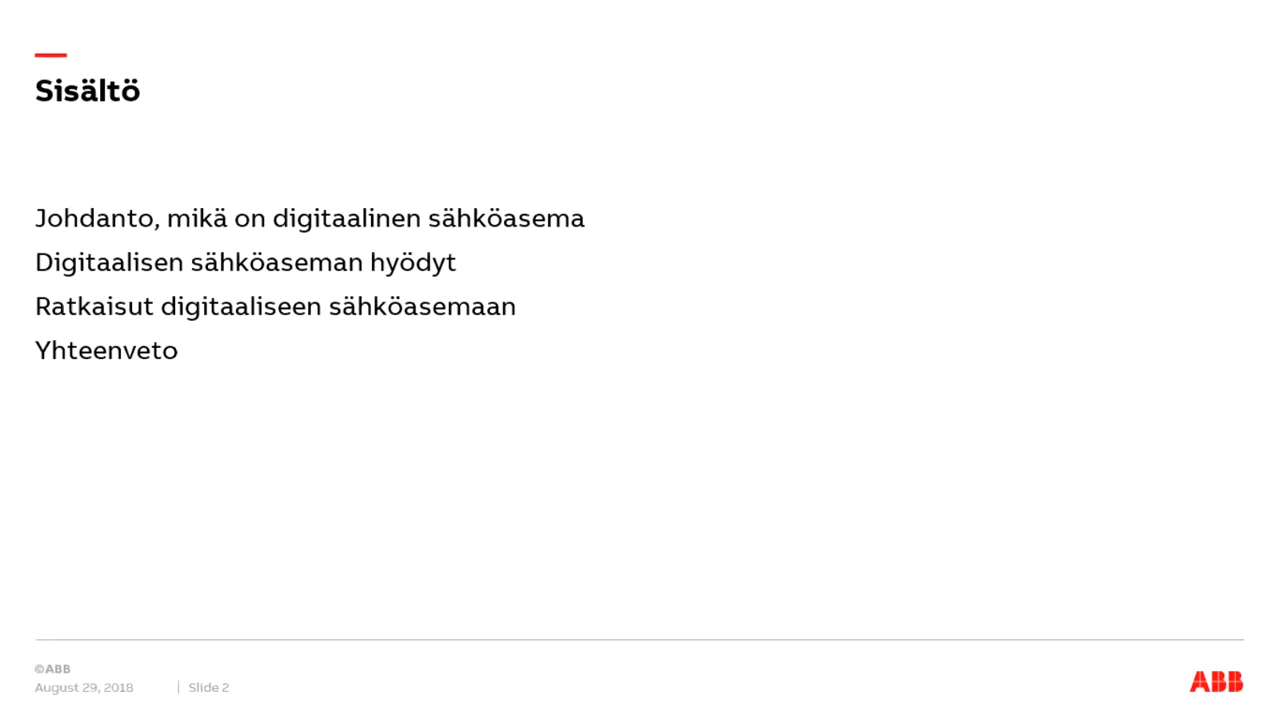 Sisältö
Johdanto, mikä on digitaalinen sähköasema
Digitaalisen sähköaseman hyödyt
Ratkaisut digitaaliseen sähköasemaan
Yhteenveto
©ABB
August 29, 2018 | Slide 2
ABB